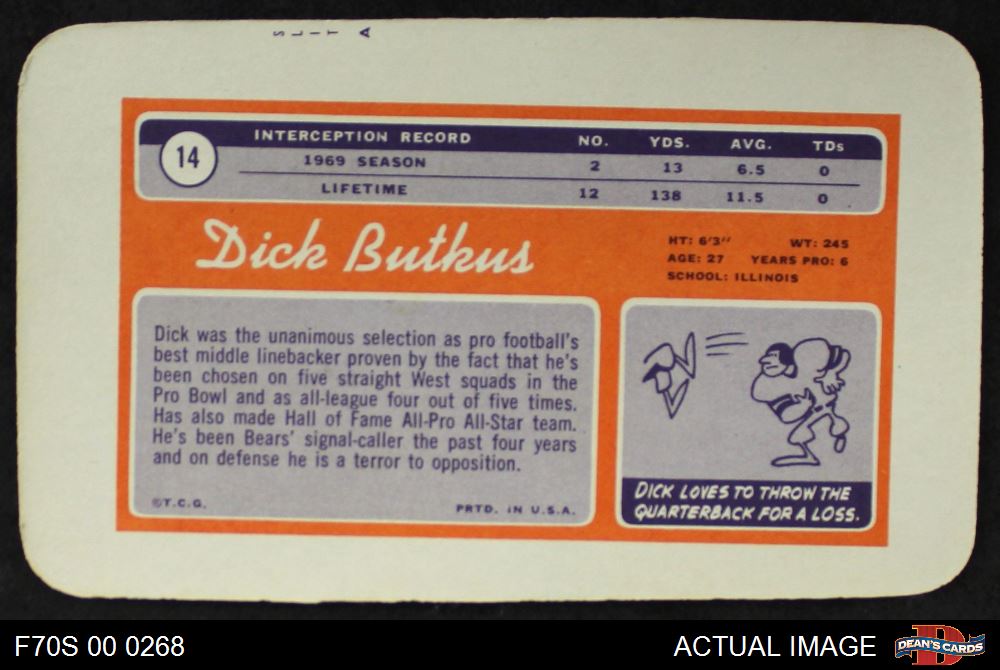 SLIT A
14
INTERCEPTION RECORD NO. YDS. AVG. TDs
1969 SEASON 2 13 6.5 0
LIFETIME 12 138 11.5 0
Dick Butkus
HT: 6'3'' WT: 245
AGE: 27 YEARS PRO: 6
SCHOOL: ILLINOIS
Dick was the unanimous selection as pro football's
best middle linebacker proven by the fact that he's
been chosen on five straight West squads in the
Pro Bowl and as all-league four out of five times.
Has also made Hall of Fame All-Pro All-Star team.
He's been Bears' signal-caller the past four years
and on defense he is a terror to opposition.
©T.C.G. PRTD. IN U.S.A.
DICK LOVES TO THROW THE
QUARTERBACK FOR A LOSS.
F70S 00 0268
ACTUAL IMAGE
D
DEAN'S CARDS